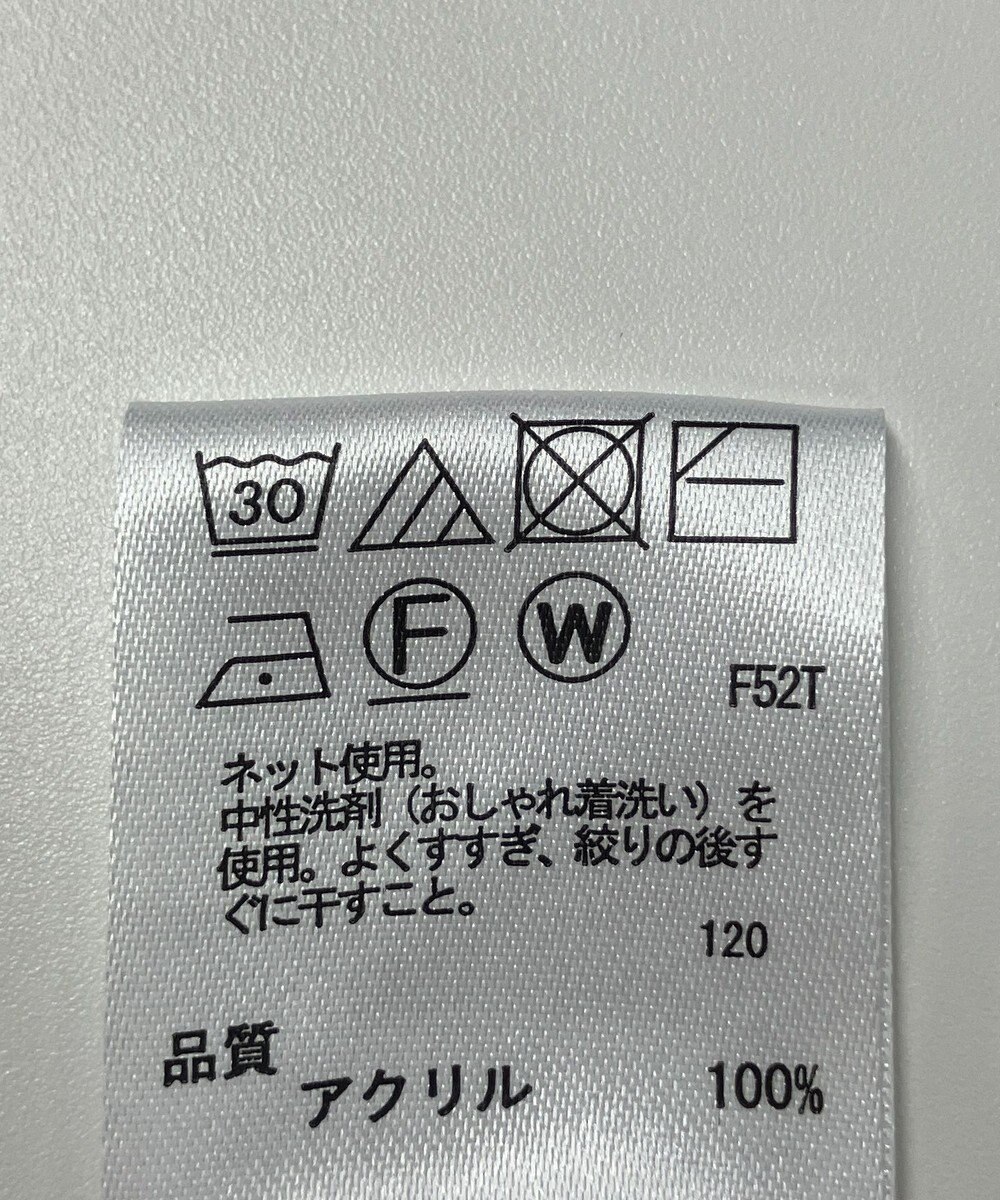 30
F W
F52T
ネット使用。
中性洗剤（おしゃれ着洗い）を
使用。よくすすぎ、絞りの後す
ぐに干すこと。
120
品質
アクリル 100%